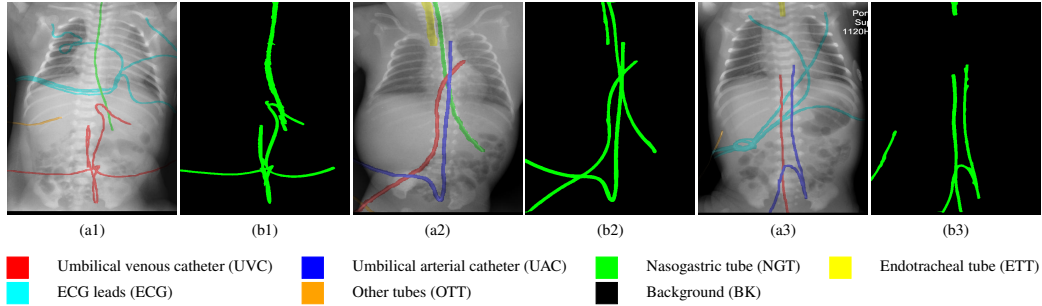 Por
Sup
1120H
(a1)
(b1)
(a2)
(b2)
(a3)
(b3)
Umbilical venous catheter (UVC)
Umbilical arterial catheter (UAC)
Nasogastric tube (NGT)
Endotracheal tube (ETT)
ECG leads (ECG)
Other tubes (OTT)
Background (BK)